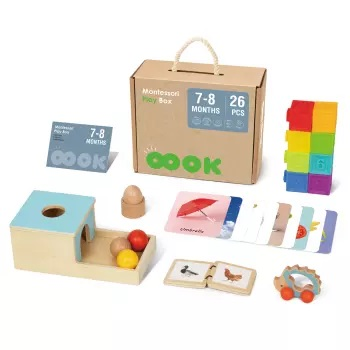 Montessori
Play Box
7-8
MONTHS
26
PCS
OOOK
Montessori
Play Box
7-8
MONTHS
OOOK
Umbrella